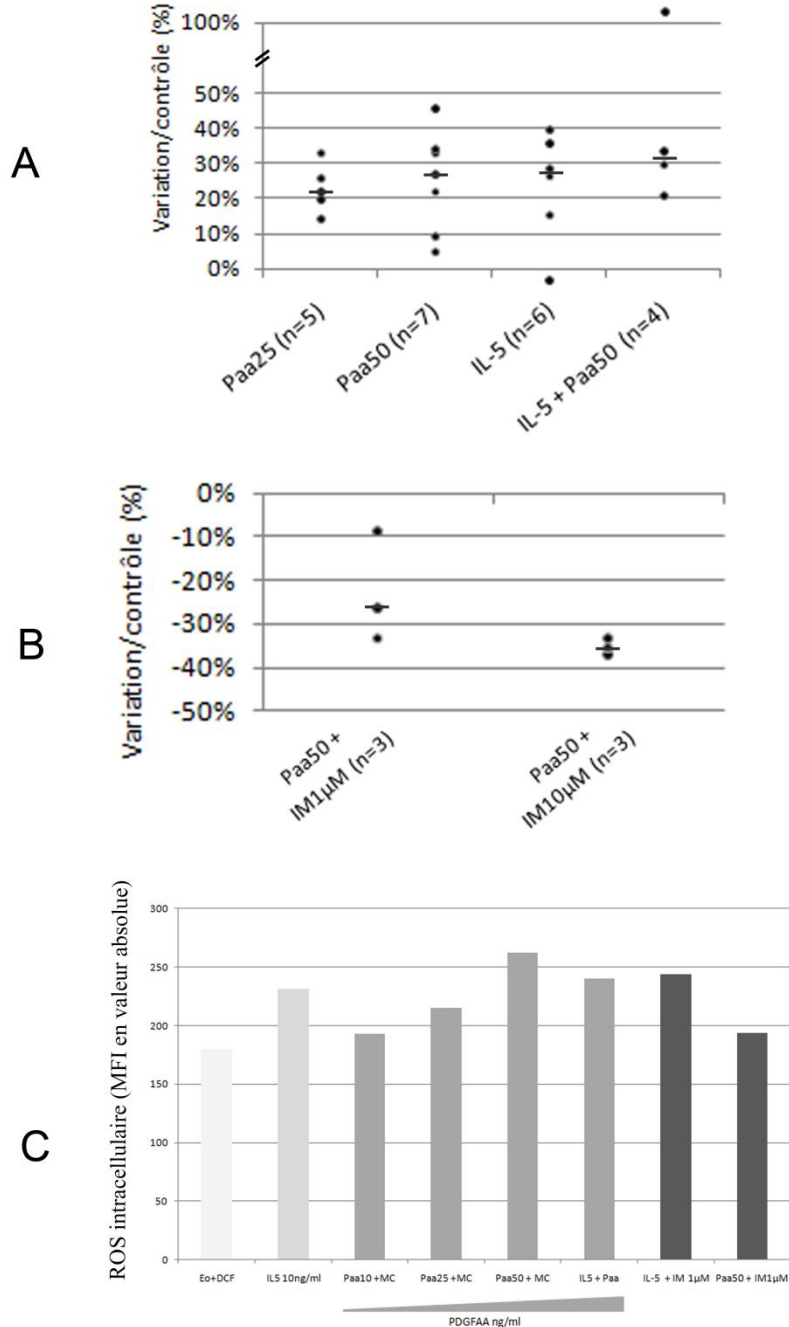 A
Variation/contrôle (%)
100%
50%
40%
30%
20%
10%
0%
Paa25 (n=5)
Paa50 (n=7)
IL-5 (n=6)
IL-5 + Paa50 (n=4)
B
Variation/contrôle (%)
0%
-10%
-20%
-30%
-40%
-50%
Paa50 +
IM1µM (n=3)
Paa50 +
IM10µM (n=3)
C
ROS intracellulaire (MFI en valeur absolue)
300
250
200
150
100
50
0
Eo+DCF
IL5 10ng/ml
Paa10 +MC
Paa25 +MC
Paa50 + MC
IL5 + Paa
IL-5 + IM 1µM
Paa50 + IM1µM
PDGFAA ng/ml